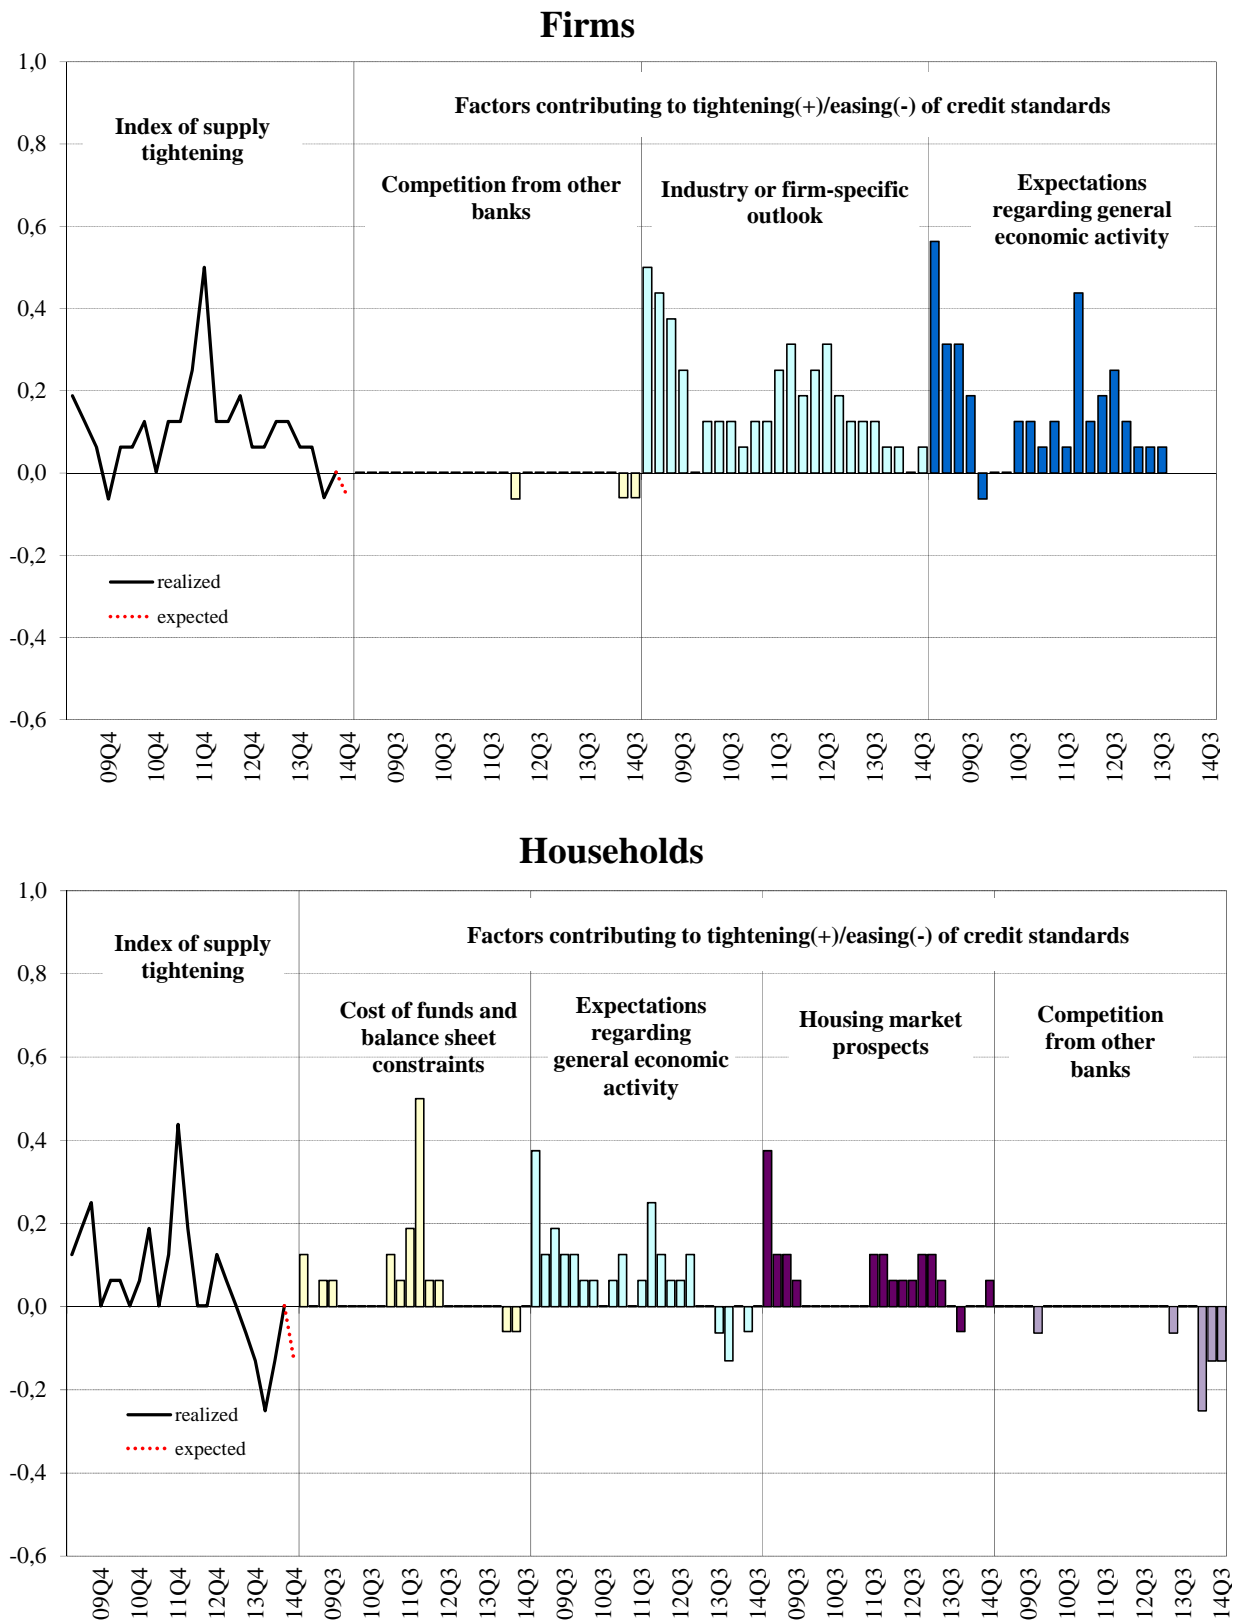 Firms
1,0
0,8
0,6
0,4
0,2
0,0
-0,2
-0,4
-0,6
Factors contributing to tightening(+)/easing(-) of credit standards
Index of supply
tightening
Competition from other
banks
Industry or firm-specific
outlook
Expectations
regarding general
economic activity
realized
expected
09Q4
10Q4
11Q4
12Q4
13Q4
14Q4
09Q3
10Q3
11Q3
12Q3
13Q3
14Q3
09Q3
10Q3
11Q3
12Q3
13Q3
14Q3
09Q3
10Q3
11Q3
12Q3
13Q3
14Q3
Households
1,0
0,8
0,6
0,4
0,2
0,0
-0,2
-0,4
-0,6
Factors contributing to tightening(+)/easing(-) of credit standards
Index of supply
tightening
Cost of funds and
balance sheet
constraints
Expectations
regarding
general economic
activity
Housing market
prospects
Competition
from other
banks
realized
expected
09Q4
10Q4
11Q4
12Q4
13Q4
14Q4
09Q3
10Q3
11Q3
12Q3
13Q3
14Q3
09Q3
10Q3
11Q3
12Q3
13Q3
14Q3
09Q3
10Q3
11Q3
12Q3
13Q3
14Q3
09Q3
10Q3
11Q3
12Q3
13Q3
14Q3